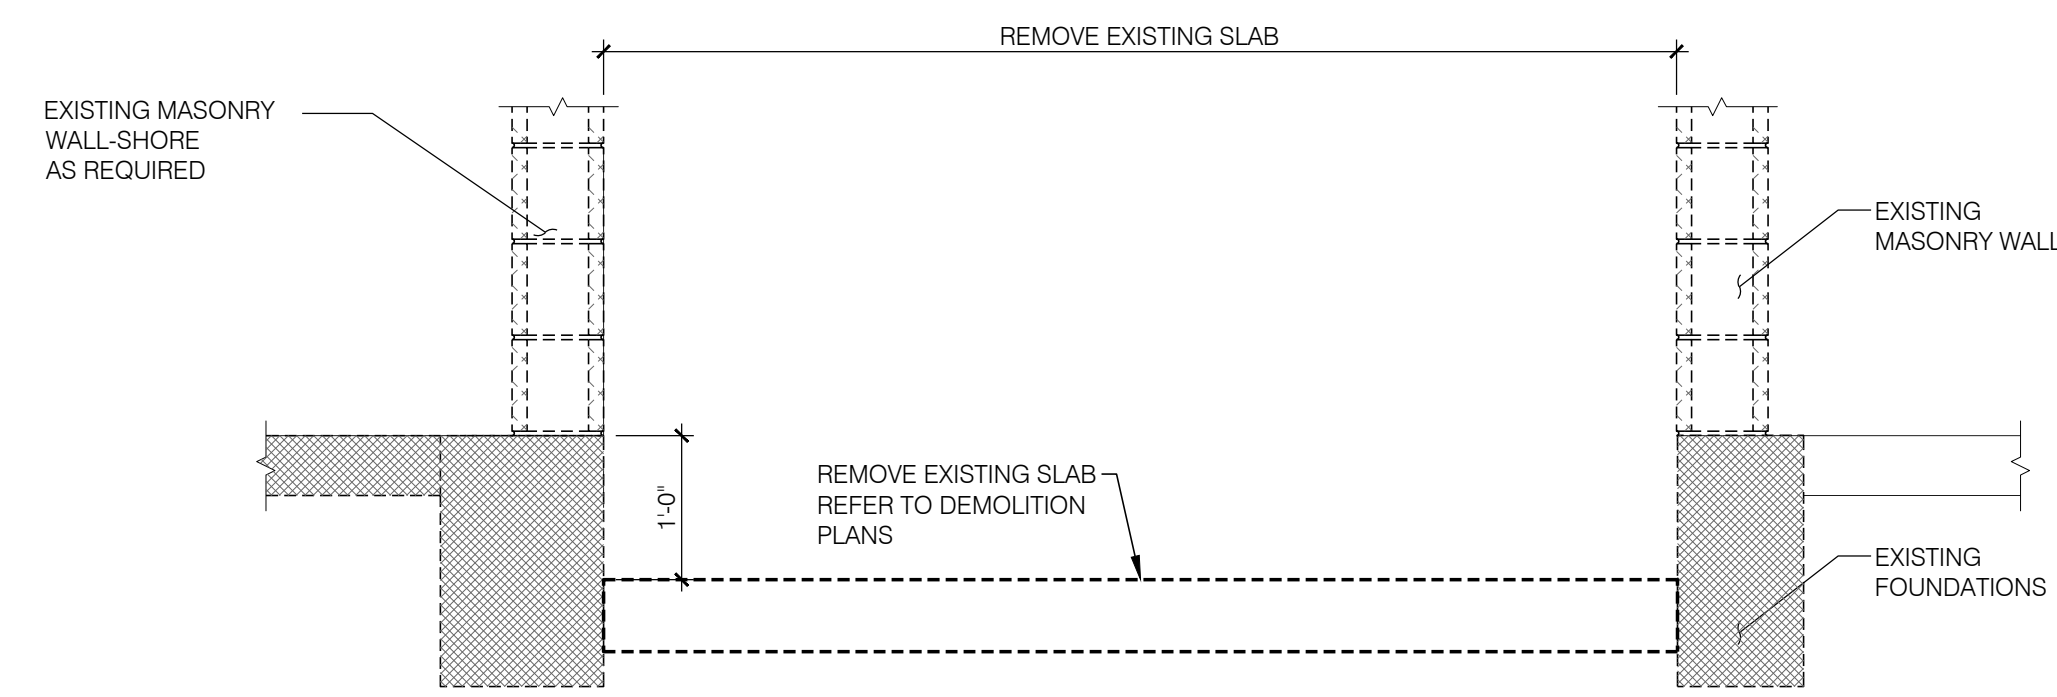 REMOVE EXISTING SLAB
EXISTING MASONRY
WALL-SHORE
AS REQUIRED
EXISTING
MASONRY WALL
1'-0"
REMOVE EXISTING SLAB
REFER TO DEMOLITION
PLANS
EXISTING
FOUNDATIONS